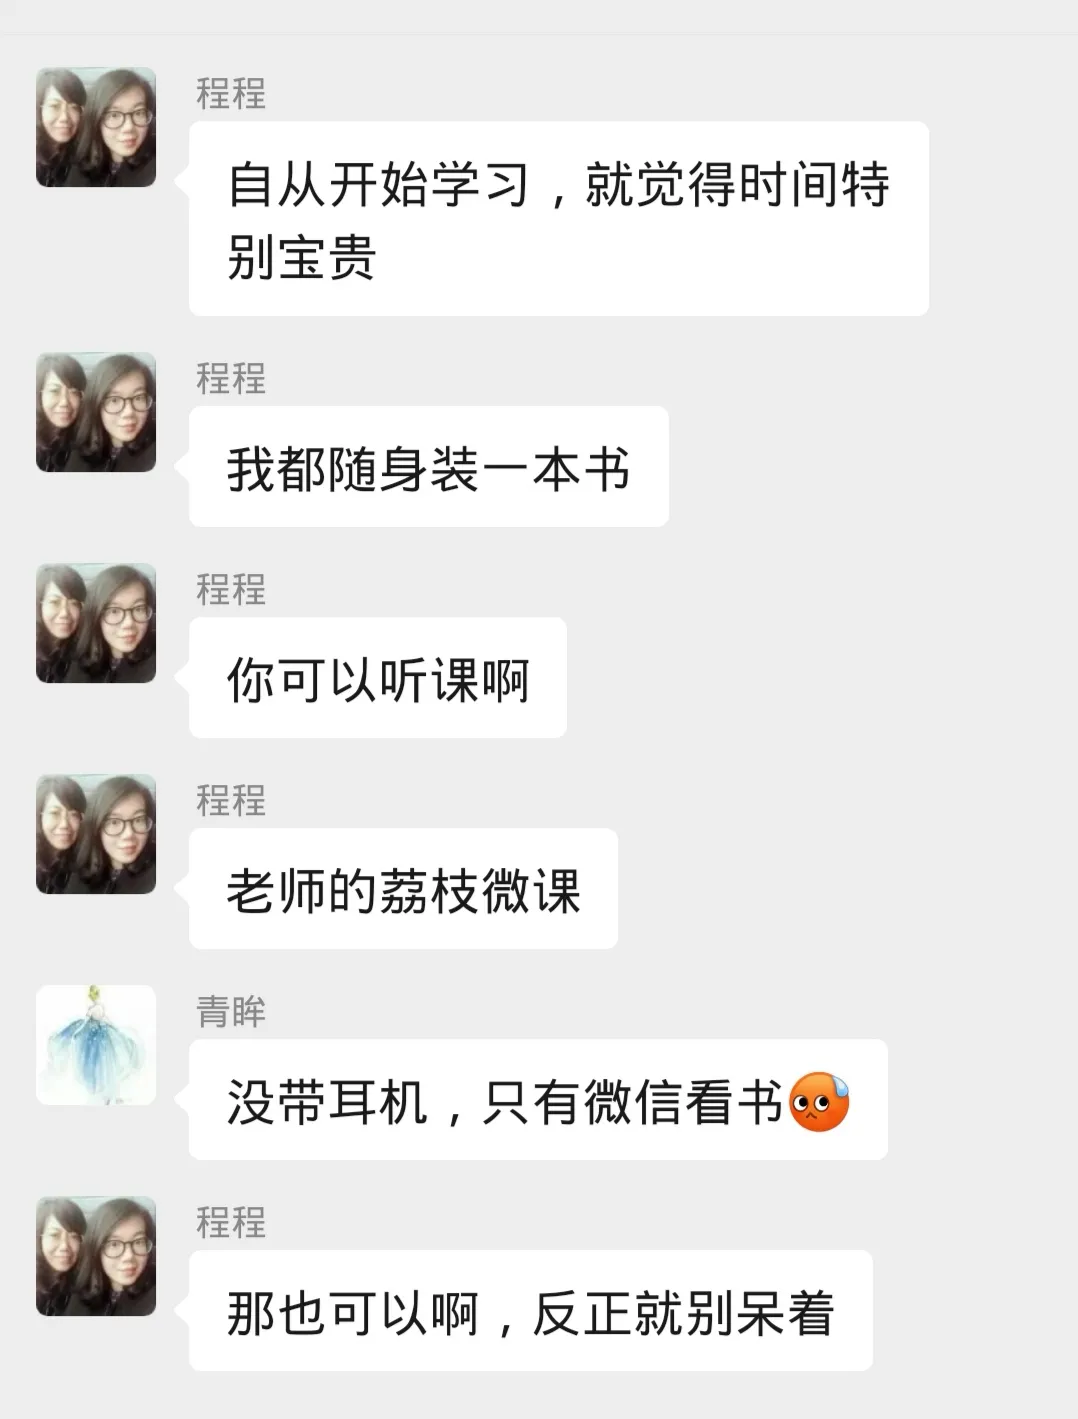 程程
自从开始学习，就觉得时间特
别宝贵
程程
我都随身装一本书
程程
你可以听课啊
程程
老师的荔枝微课
青眸
没带耳机，只有微信看书
程程
那也可以啊，反正就别呆着